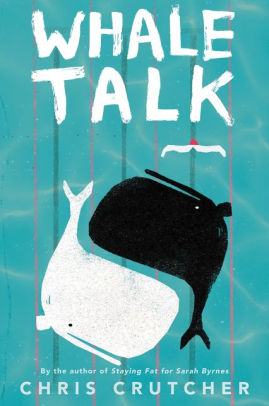 WHALE
TALK
By the author of Staying Fat for Sarah Byrnes
CHRIS CRUTCHER